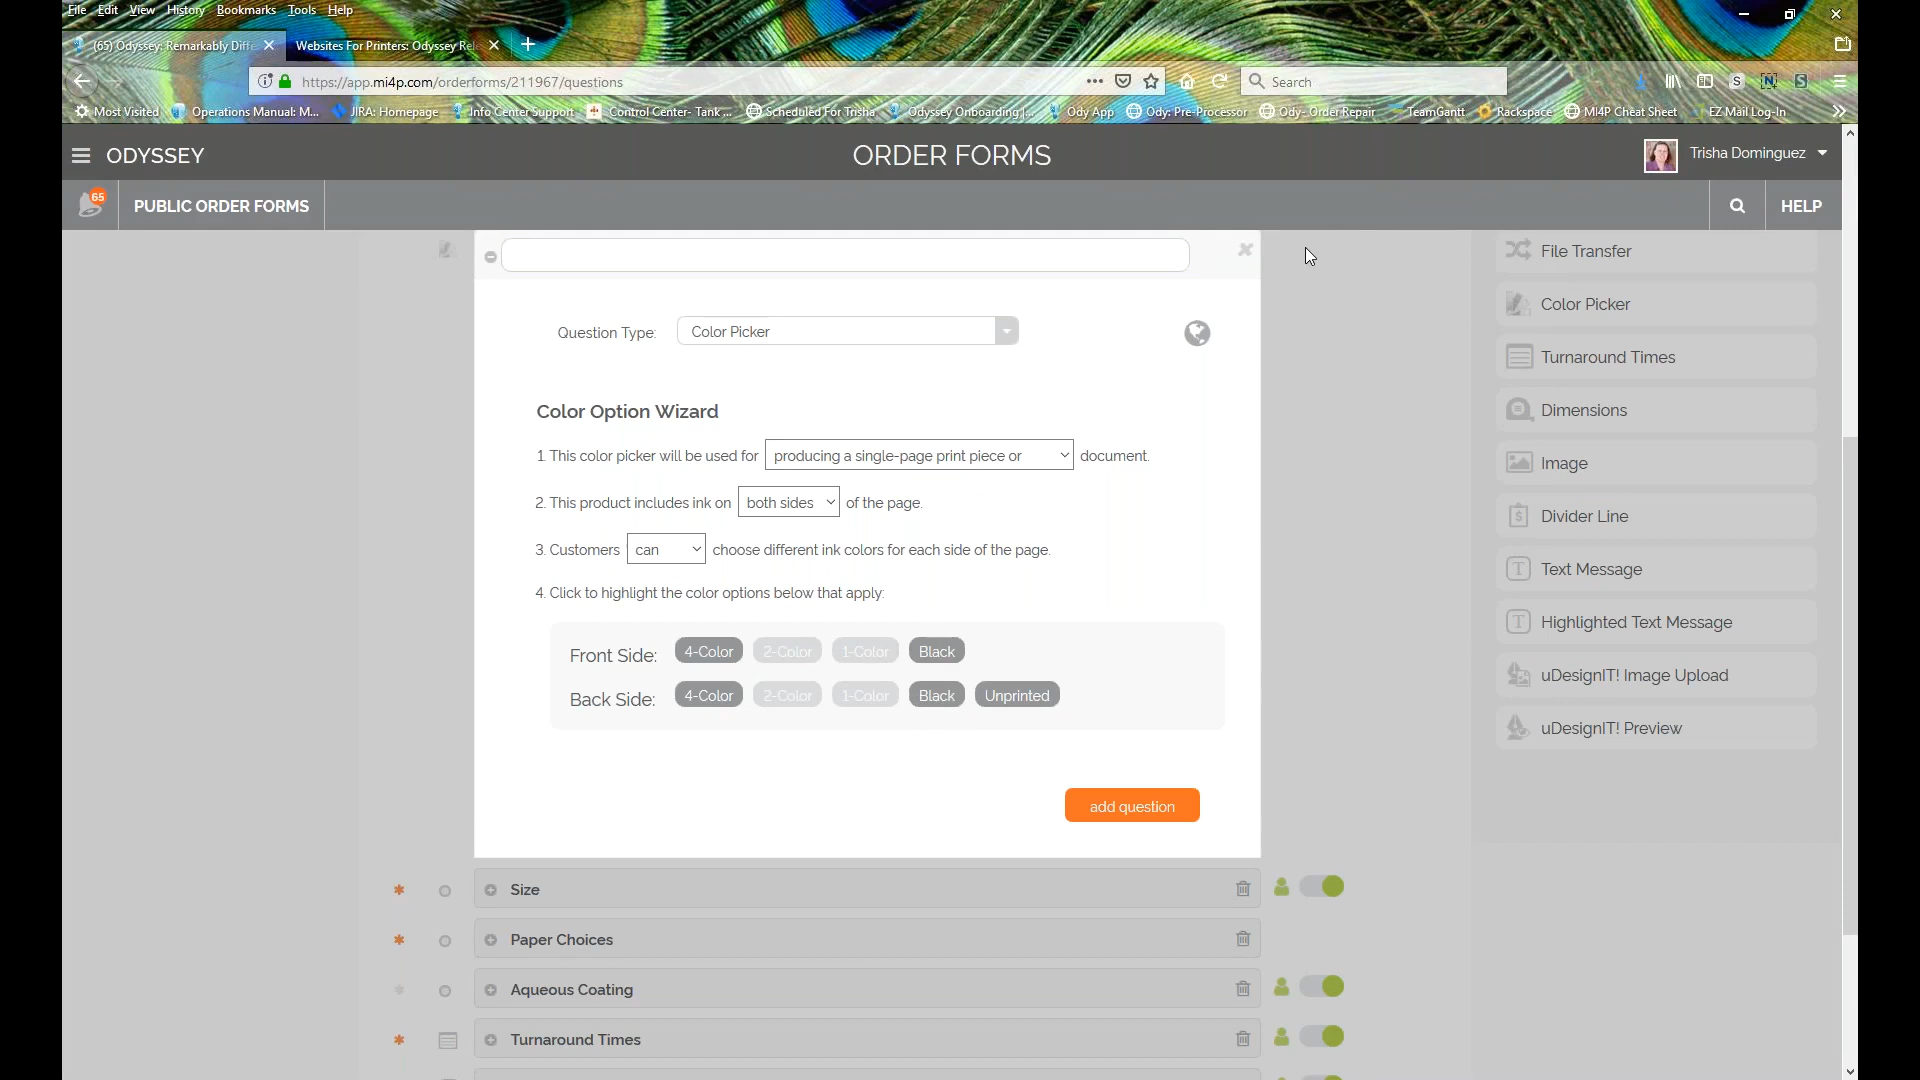 File Edit View History Bookmarks Tools Help
(65) Odyssey: Remarkably Diffe
Websites For Printers: Odyssey Rel
https://app.mi4p.com/orderforms/211967/questions
Search
Most Visited Operations Manual: M... JIRA: Homepage Info Center Support Control Center- Tank ... Scheduled For Trisha Odyssey Onboarding |... Ody App Ody: Pre-Processor Ody- Order Repair TeamGantt Rackspace MI4P Cheat Sheet EZ Mail Log-In
ODYSSEY
ORDER FORMS
Trisha Dominguez
65
PUBLIC ORDER FORMS
HELP
Question Type: Color Picker
Color Option Wizard
1. This color picker will be used for producing a single-page print piece or document.
2. This product includes ink on both sides of the page.
3. Customers can choose different ink colors for each side of the page.
4. Click to highlight the color options below that apply:
Front Side: 4-Color 2-Color 1-Color Black
Back Side: 4-Color 2-Color 1-Color Black Unprinted
add question
Size
Paper Choices
Aqueous Coating
Turnaround Times
File Transfer
Color Picker
Turnaround Times
Dimensions
Image
Divider Line
Text Message
Highlighted Text Message
uDesignIT! Image Upload
uDesignIT! Preview